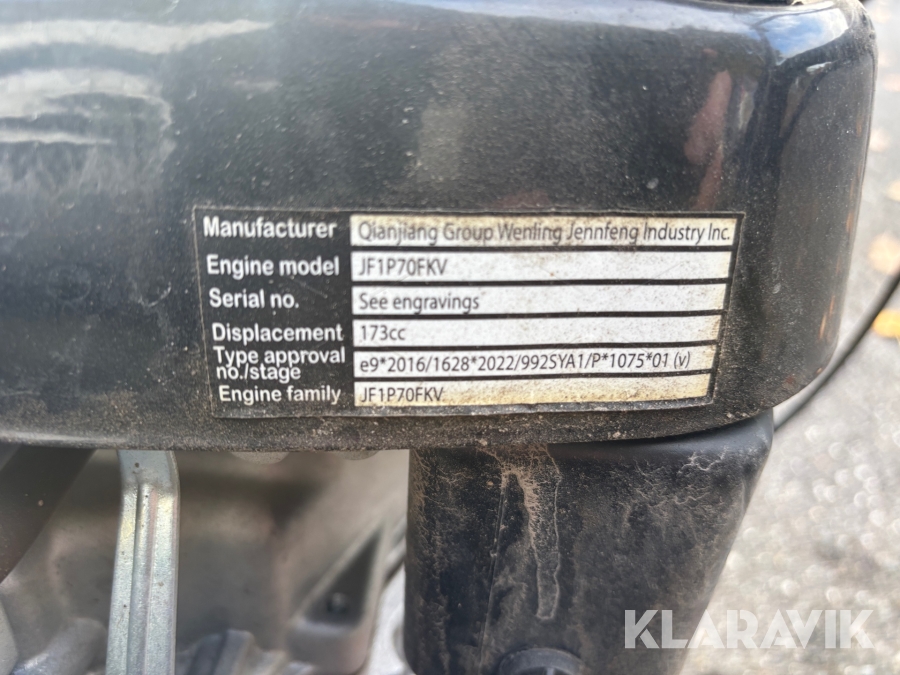 Manufacturer Qianjiang Group Wenling Jennfeng Industry Inc.
Engine model JF1P70FKV
Serial no. See engravings
Displacement 173cc
Type approval no./stage e9*2016/1628*2022/992SYA1/P*1075*01 (v)
Engine family JF1P70FKV
KLARAVIK